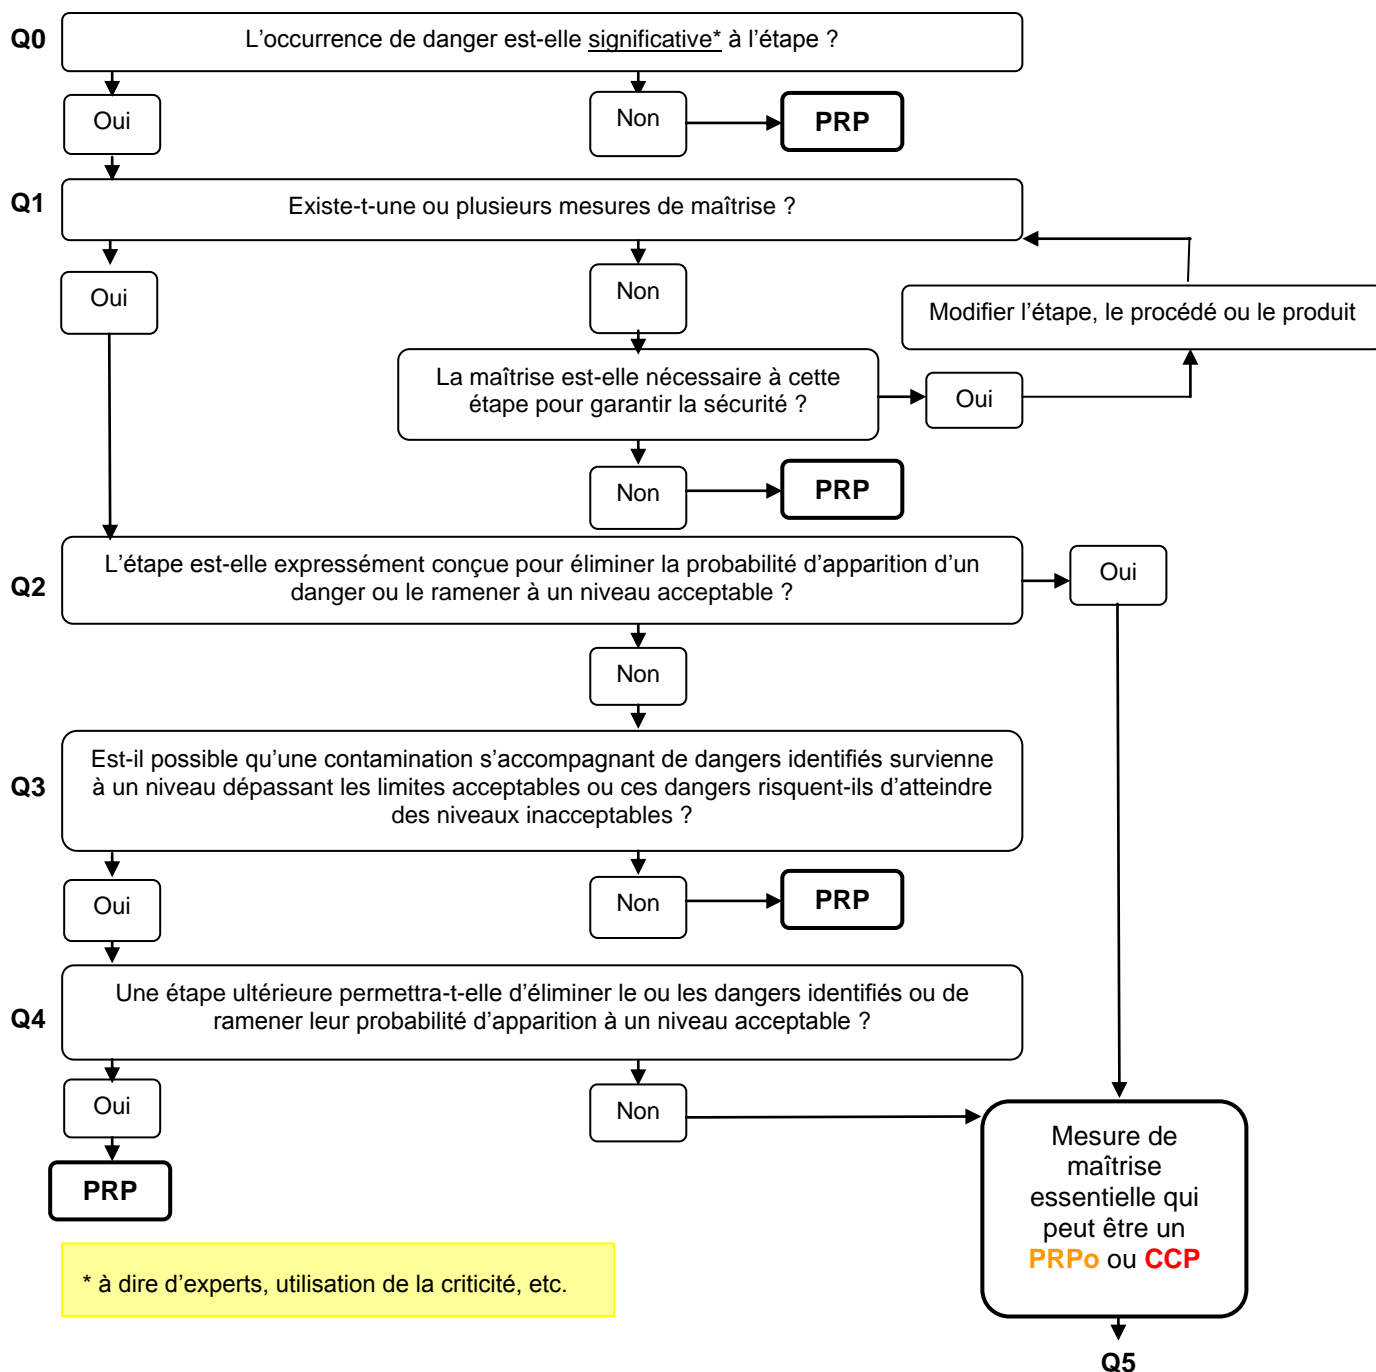 Q0
L'occurrence de danger est-elle significative* à l'étape ?
Oui
Non
PRP
Q1
Existe-t-une ou plusieurs mesures de maîtrise ?
Oui
Non
Modifier l'étape, le procédé ou le produit
La maîtrise est-elle nécessaire à cette
étape pour garantir la sécurité ?
Oui
Non
PRP
Q2
L'étape est-elle expressément conçue pour éliminer la probabilité d'apparition d'un
danger ou le ramener à un niveau acceptable ?
Oui
Non
Q3
Est-il possible qu'une contamination s'accompagnant de dangers identifiés survienne
à un niveau dépassant les limites acceptables ou ces dangers risquent-ils d'atteindre
des niveaux inacceptables ?
Oui
Non
PRP
Q4
Une étape ultérieure permettra-t-elle d'éliminer le ou les dangers identifiés ou de
ramener leur probabilité d'apparition à un niveau acceptable ?
Oui
Non
PRP
Mesure de
maîtrise
essentielle qui
peut être un
PRPo ou CCP
* à dire d'experts, utilisation de la criticité, etc.
Q5